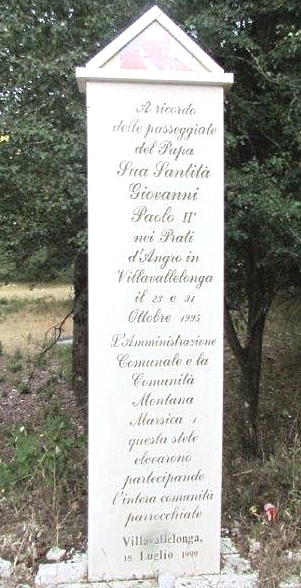 A ricordo
delle passeggiate
del Papa
Sua Santità
Giovanni
Paolo II°
nei Prati
d'Angro in
Villavallelonga
il 23 e 31
Ottobre 1995
L'Amministrazione
Comunale e la
Comunità
Montana
Marsica 1
questa stele
elevarono
partecipando
l'intera comunità
parrocchiale
Villavallelonga,
18 Luglio 1999